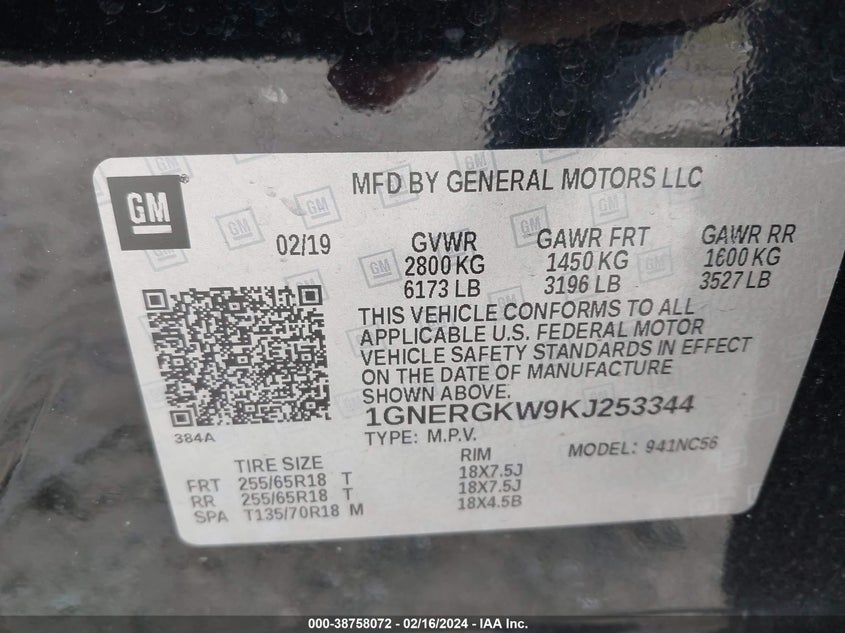 GM
MFD BY GENERAL MOTORS LLC
02/19
GVWR
2800 KG
6173 LB
GAWR FRT
1450 KG
3196 LB
GAWR RR
1600 KG
3527 LB
THIS VEHICLE CONFORMS TO ALL
APPLICABLE U.S. FEDERAL MOTOR
VEHICLE SAFETY STANDARDS IN EFFECT
ON THE DATE OF MANUFACTURE
SHOWN ABOVE.
1GNERGKW9KJ253344
TYPE: M.P.V.
MODEL: 941NC56
384A
TIRE SIZE RIM
FRT 255/65R18 T 18X7.5J
RR 255/65R18 T 18X7.5J
SPA T135/70R18 M 18X4.5B
000-38758072 - 02/16/2024 - IAA Holdings, Inc.